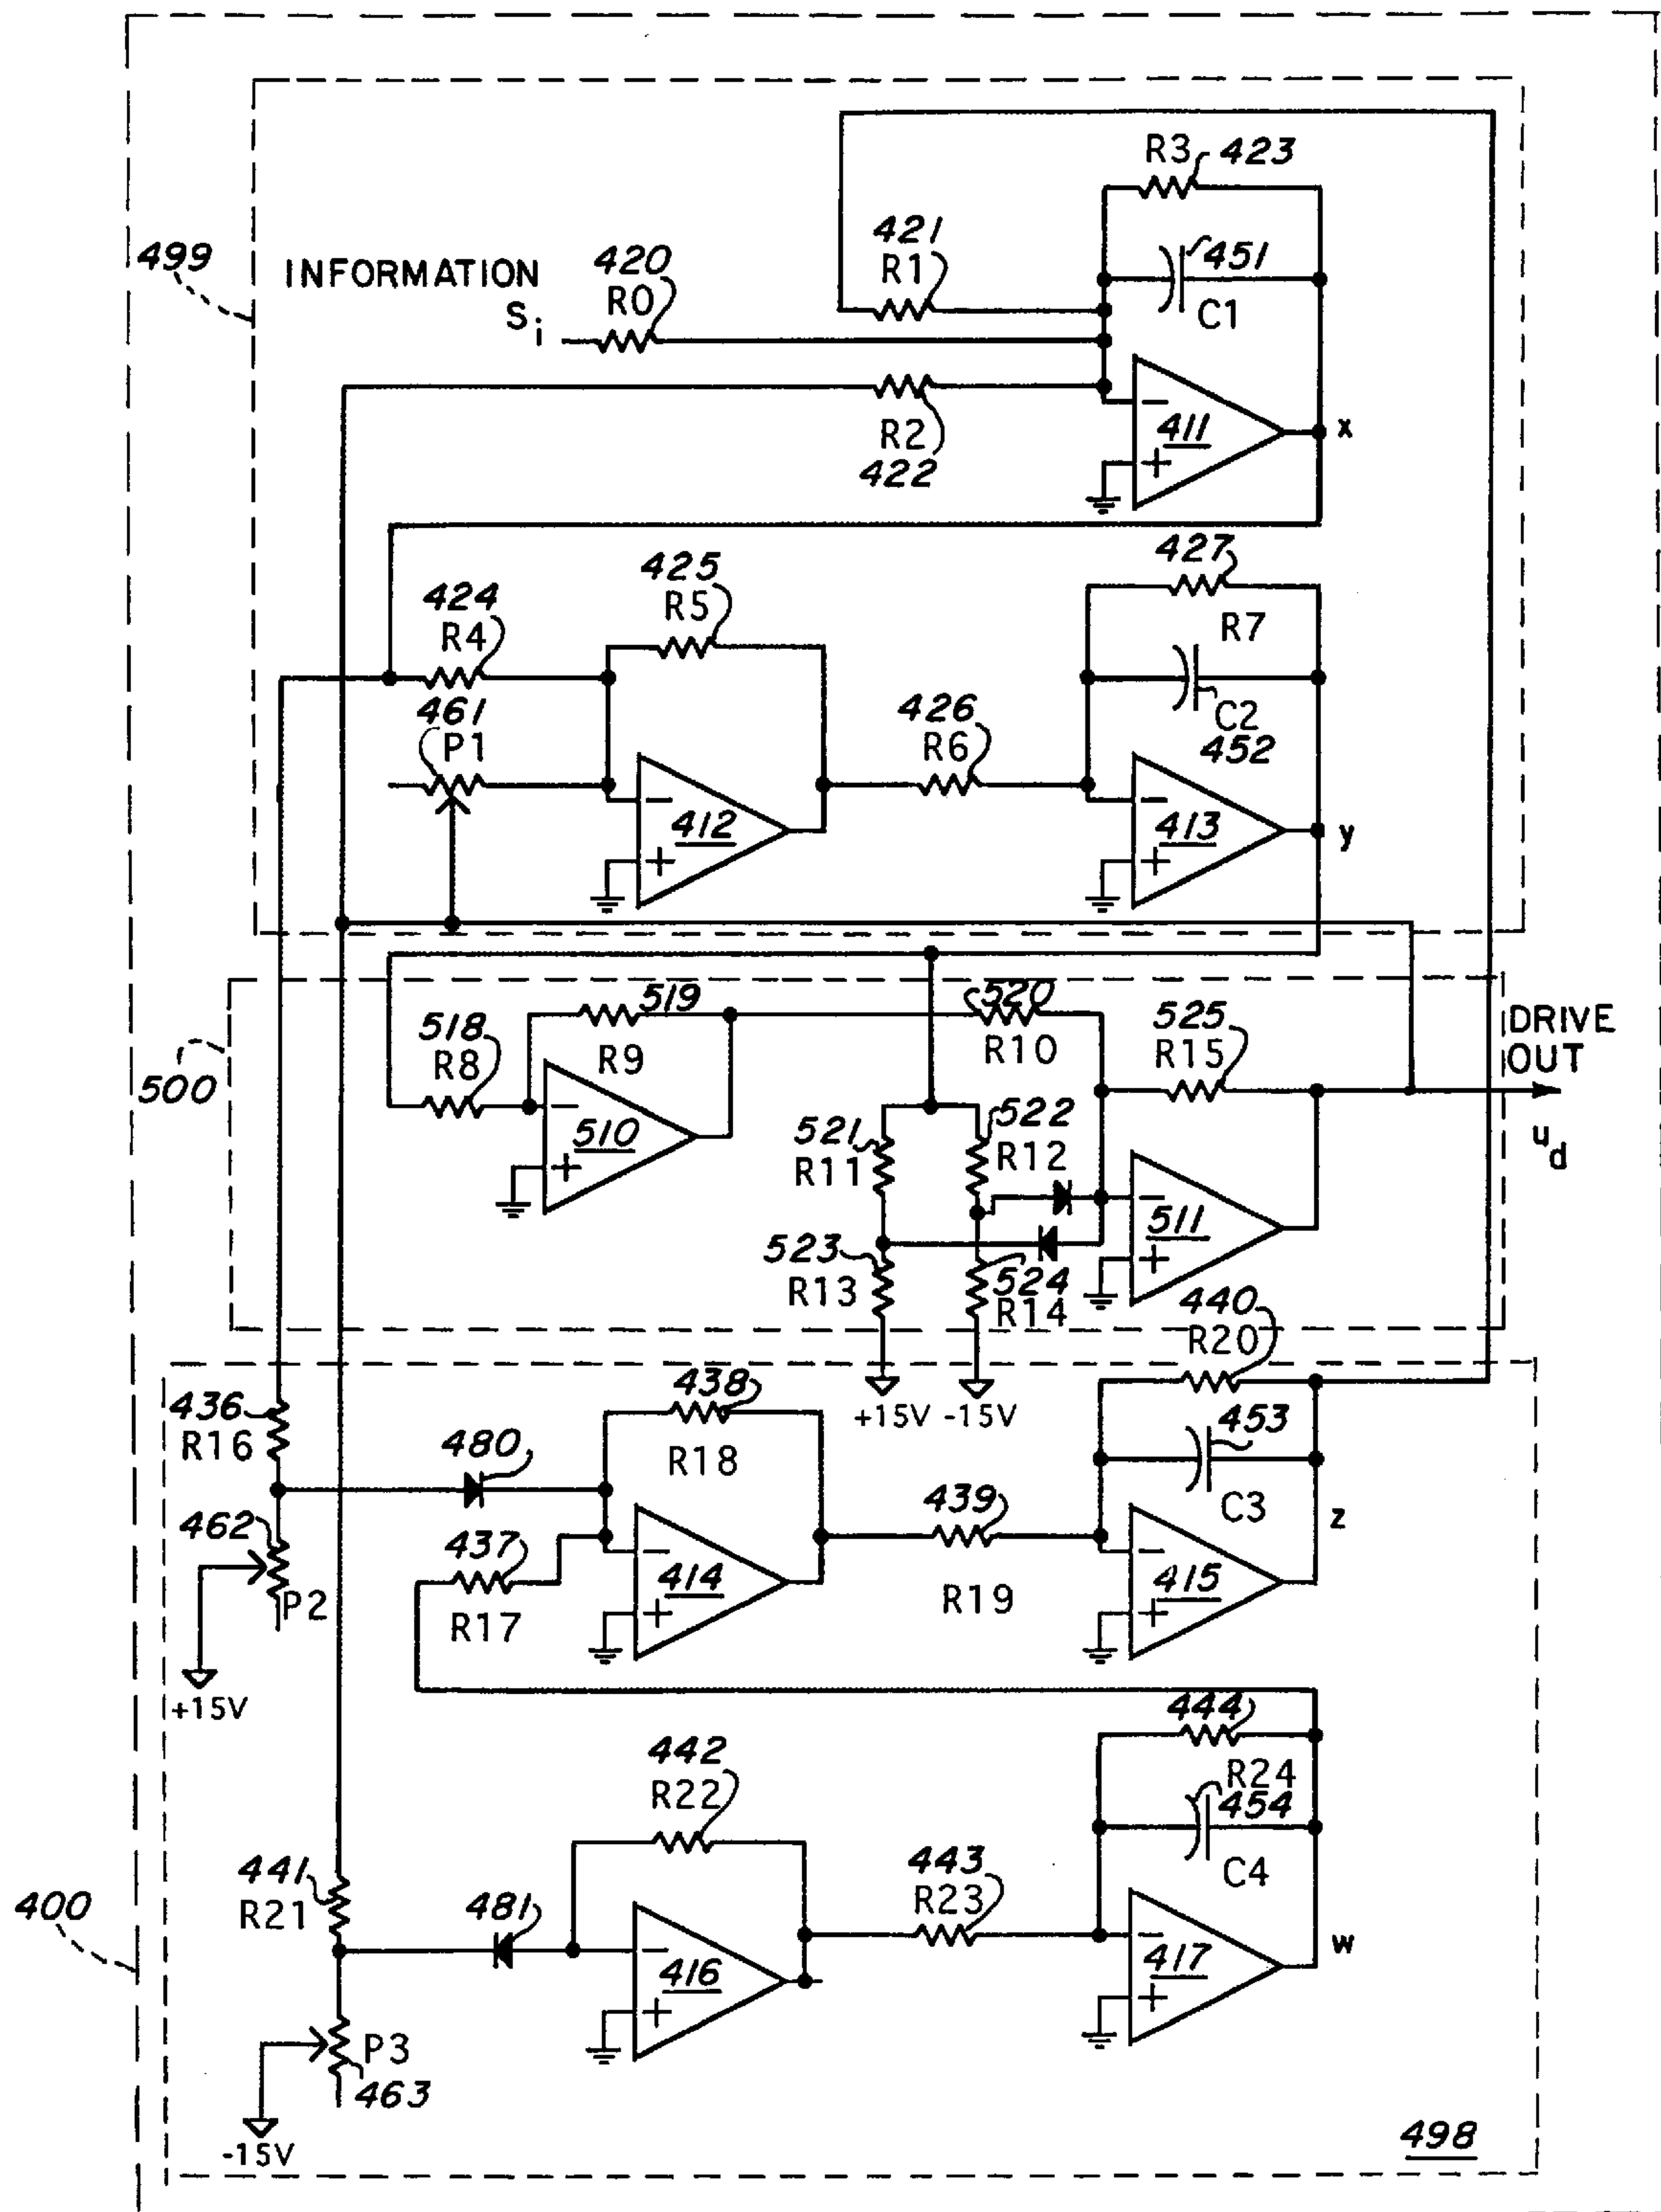 R3 423
499
INFORMATION
420
R0
421
R1
451
C1
Si
R2
422
411
x
425
R5
427
R7
424
R4
461
P1
426
R6
C2
452
412
413
y
519
520
518
R8
R9
R10
525
R15
DRIVE
OUT
500
510
521
R11
522
R12
ud
511
523
R13
524
R14
440
R20
+15V -15V
436
R16
438
R18
480
453
C3
462
437
R17
439
R19
z
414
415
P2
+15V
444
R24
454
C4
442
R22
441
R21
443
R23
481
400
416
417
w
P3
463
-15V
498